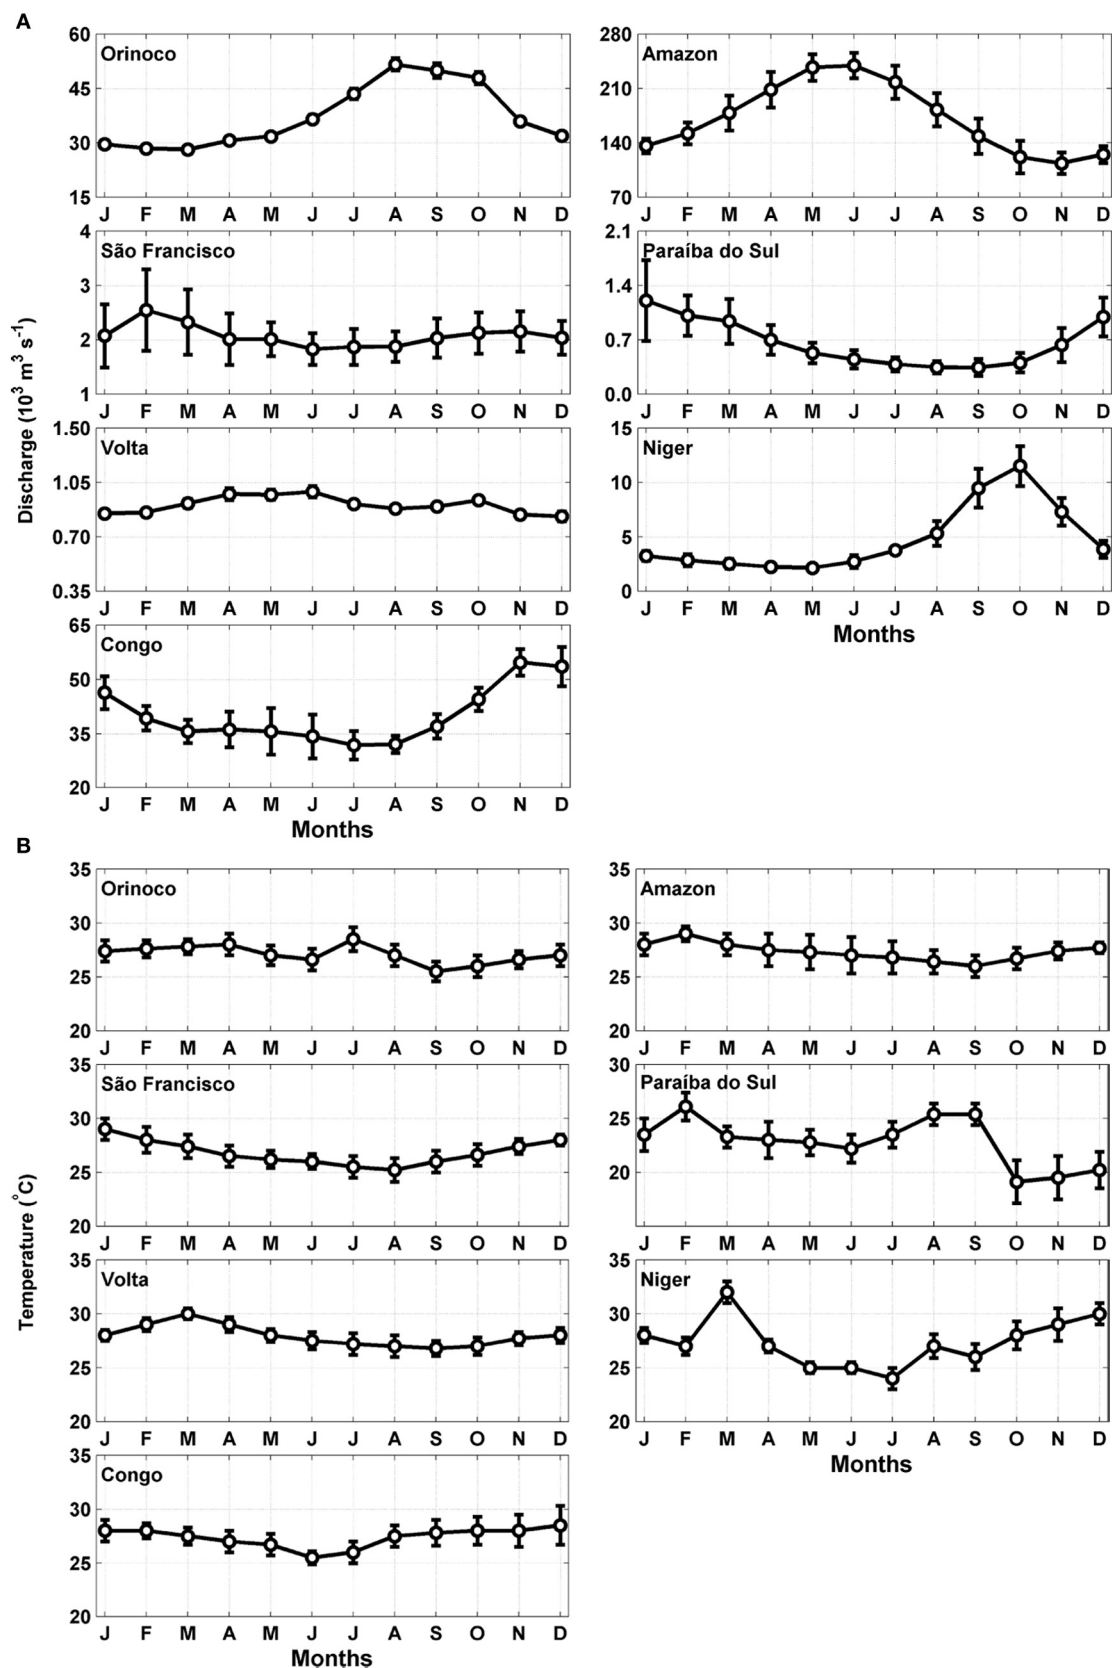 A
Orinoco
60
45
30
15
J F M A M J J A S O N D
Amazon
280
210
140
70
J F M A M J J A S O N D
São Francisco
4
3
2
1
J F M A M J J A S O N D
Paraíba do Sul
2.1
1.4
0.7
0.0
J F M A M J J A S O N D
Discharge (10³ m³ s⁻¹)
Volta
1.50
1.05
0.70
0.35
J F M A M J J A S O N D
Niger
15
10
5
0
J F M A M J J A S O N D
Months
Congo
65
50
35
20
J F M A M J J A S O N D
Months
B
Orinoco
35
30
25
20
J F M A M J J A S O N D
Amazon
35
30
25
20
J F M A M J J A S O N D
São Francisco
35
30
25
20
J F M A M J J A S O N D
Paraíba do Sul
30
25
20
J F M A M J J A S O N D
Temperature (°C)
Volta
35
30
25
20
J F M A M J J A S O N D
Niger
35
30
25
20
J F M A M J J A S O N D
Months
Congo
35
30
25
20
J F M A M J J A S O N D
Months